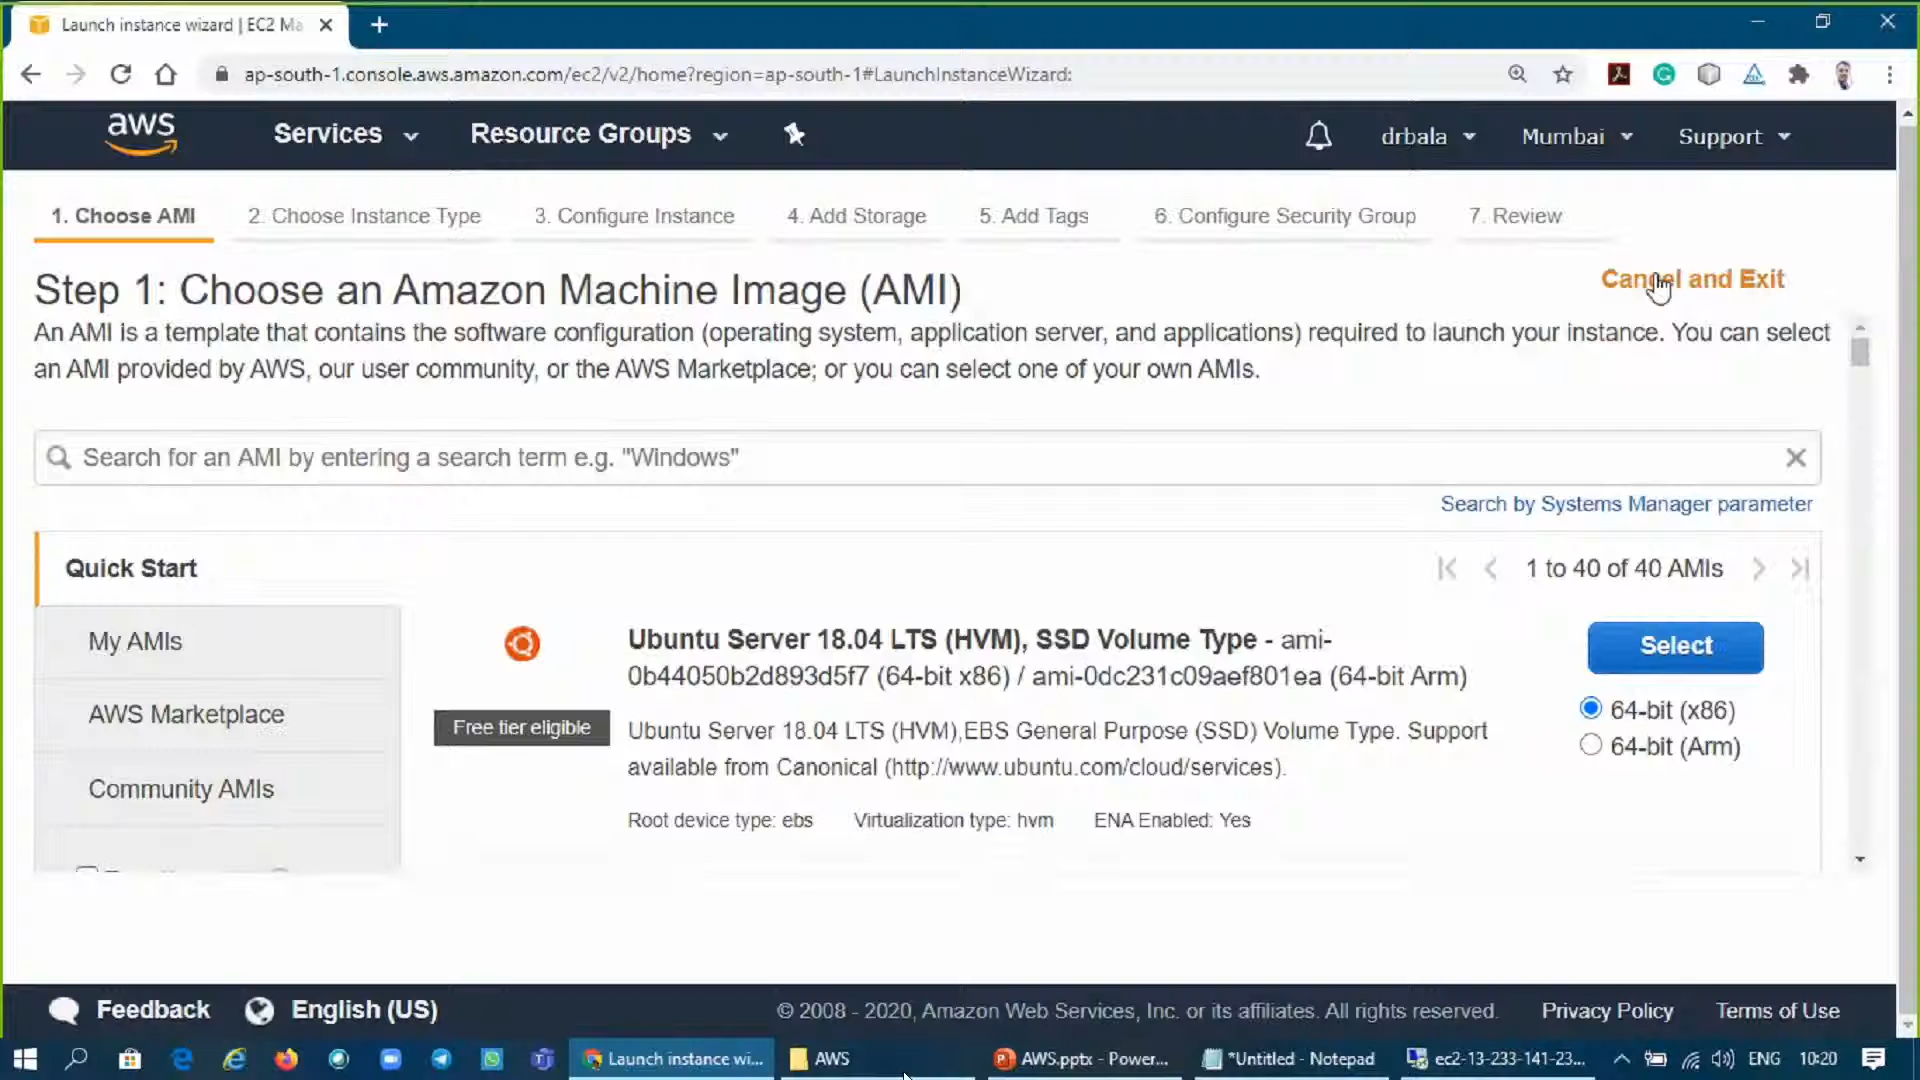 Launch instance wizard | EC2 Ma
ap-south-1.console.aws.amazon.com/ec2/v2/home?region=ap-south-1#LaunchInstanceWizard:
aws
Services
Resource Groups
drbala
Mumbai
Support
1. Choose AMI
2. Choose Instance Type
3. Configure Instance
4. Add Storage
5. Add Tags
6. Configure Security Group
7. Review
Step 1: Choose an Amazon Machine Image (AMI)
Cancel and Exit
An AMI is a template that contains the software configuration (operating system, application server, and applications) required to launch your instance. You can select
an AMI provided by AWS, our user community, or the AWS Marketplace; or you can select one of your own AMIs.
Search for an AMI by entering a search term e.g. "Windows"
Search by Systems Manager parameter
Quick Start
1 to 40 of 40 AMIs
My AMIs
AWS Marketplace
Community AMIs
Ubuntu Server 18.04 LTS (HVM), SSD Volume Type - ami-
0b44050b2d893d5f7 (64-bit x86) / ami-0dc231c09aef801ea (64-bit Arm)
Select
Free tier eligible
Ubuntu Server 18.04 LTS (HVM),EBS General Purpose (SSD) Volume Type. Support
available from Canonical (http://www.ubuntu.com/cloud/services).
64-bit (x86)
64-bit (Arm)
Root device type: ebs
Virtualization type: hvm
ENA Enabled: Yes
Feedback
English (US)
© 2008 - 2020, Amazon Web Services, Inc. or its affiliates. All rights reserved.
Privacy Policy
Terms of Use
Launch instance wi...
AWS
AWS.pptx - Power...
*Untitled - Notepad
ec2-13-233-141-23...
ENG
10:20